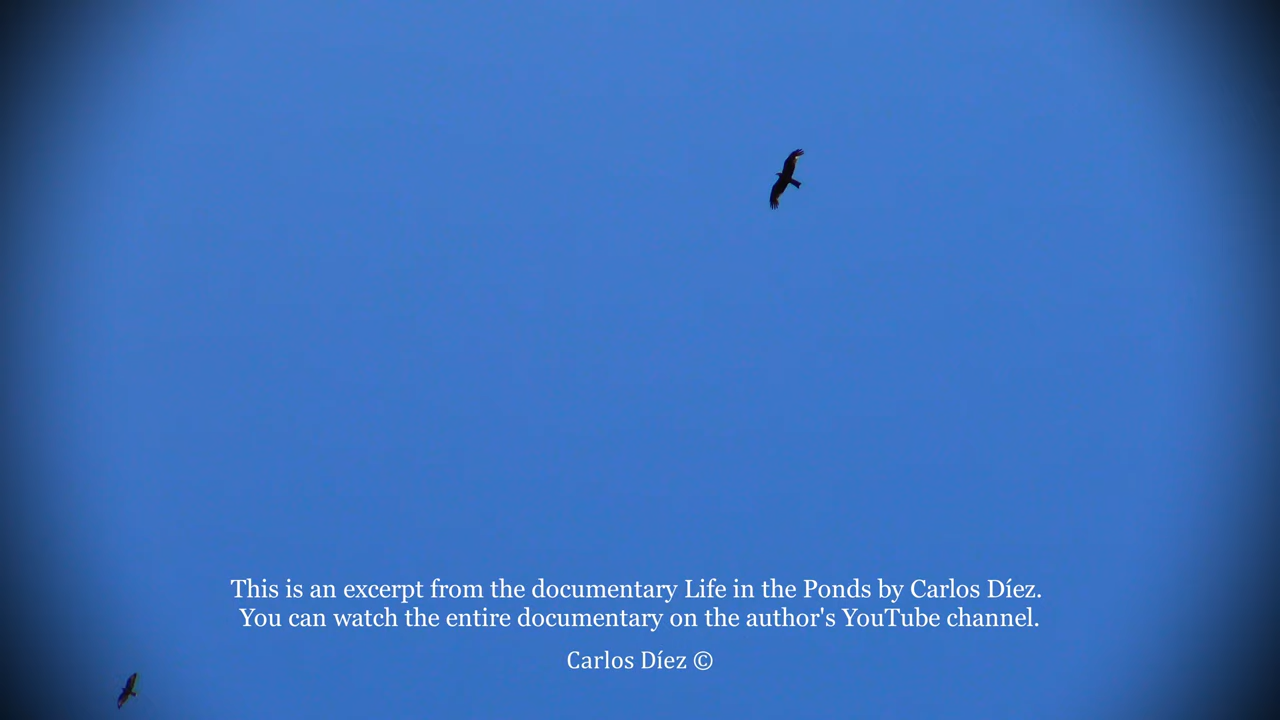 This is an excerpt from the documentary Life in the Ponds by Carlos Díez.
You can watch the entire documentary on the author's YouTube channel.
Carlos Díez ©